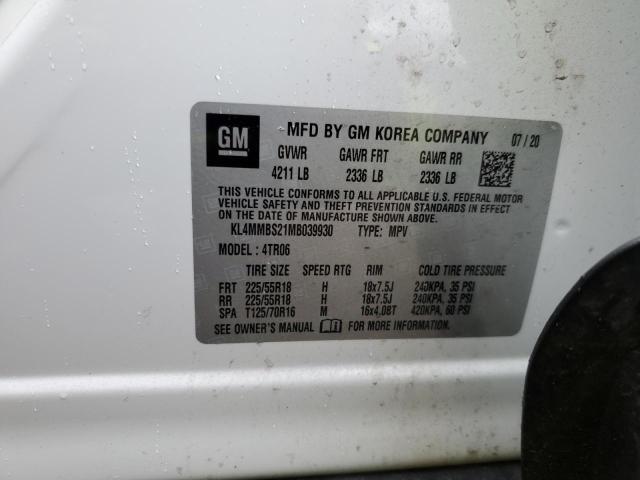 GM MFD BY GM KOREA COMPANY 07/20
GVWR GAWR FRT GAWR RR
4211 LB 2336 LB 2336 LB
THIS VEHICLE CONFORMS TO ALL APPLICABLE U.S. FEDERAL MOTOR
VEHICLE SAFETY AND THEFT PREVENTION STANDARDS IN EFFECT
ON THE DATE OF MANUFACTURE SHOWN ABOVE.
KL4MMBS21MB039930 TYPE: MPV
MODEL: 4TR06
TIRE SIZE SPEED RTG RIM COLD TIRE PRESSURE
FRT 225/55R18 H 18x7.5J 240KPA, 35 PSI
RR 225/55R18 H 18x7.5J 240KPA, 35 PSI
SPA T125/70R16 M 16x4.0BT 420KPA, 60 PSI
SEE OWNER'S MANUAL FOR MORE INFORMATION.